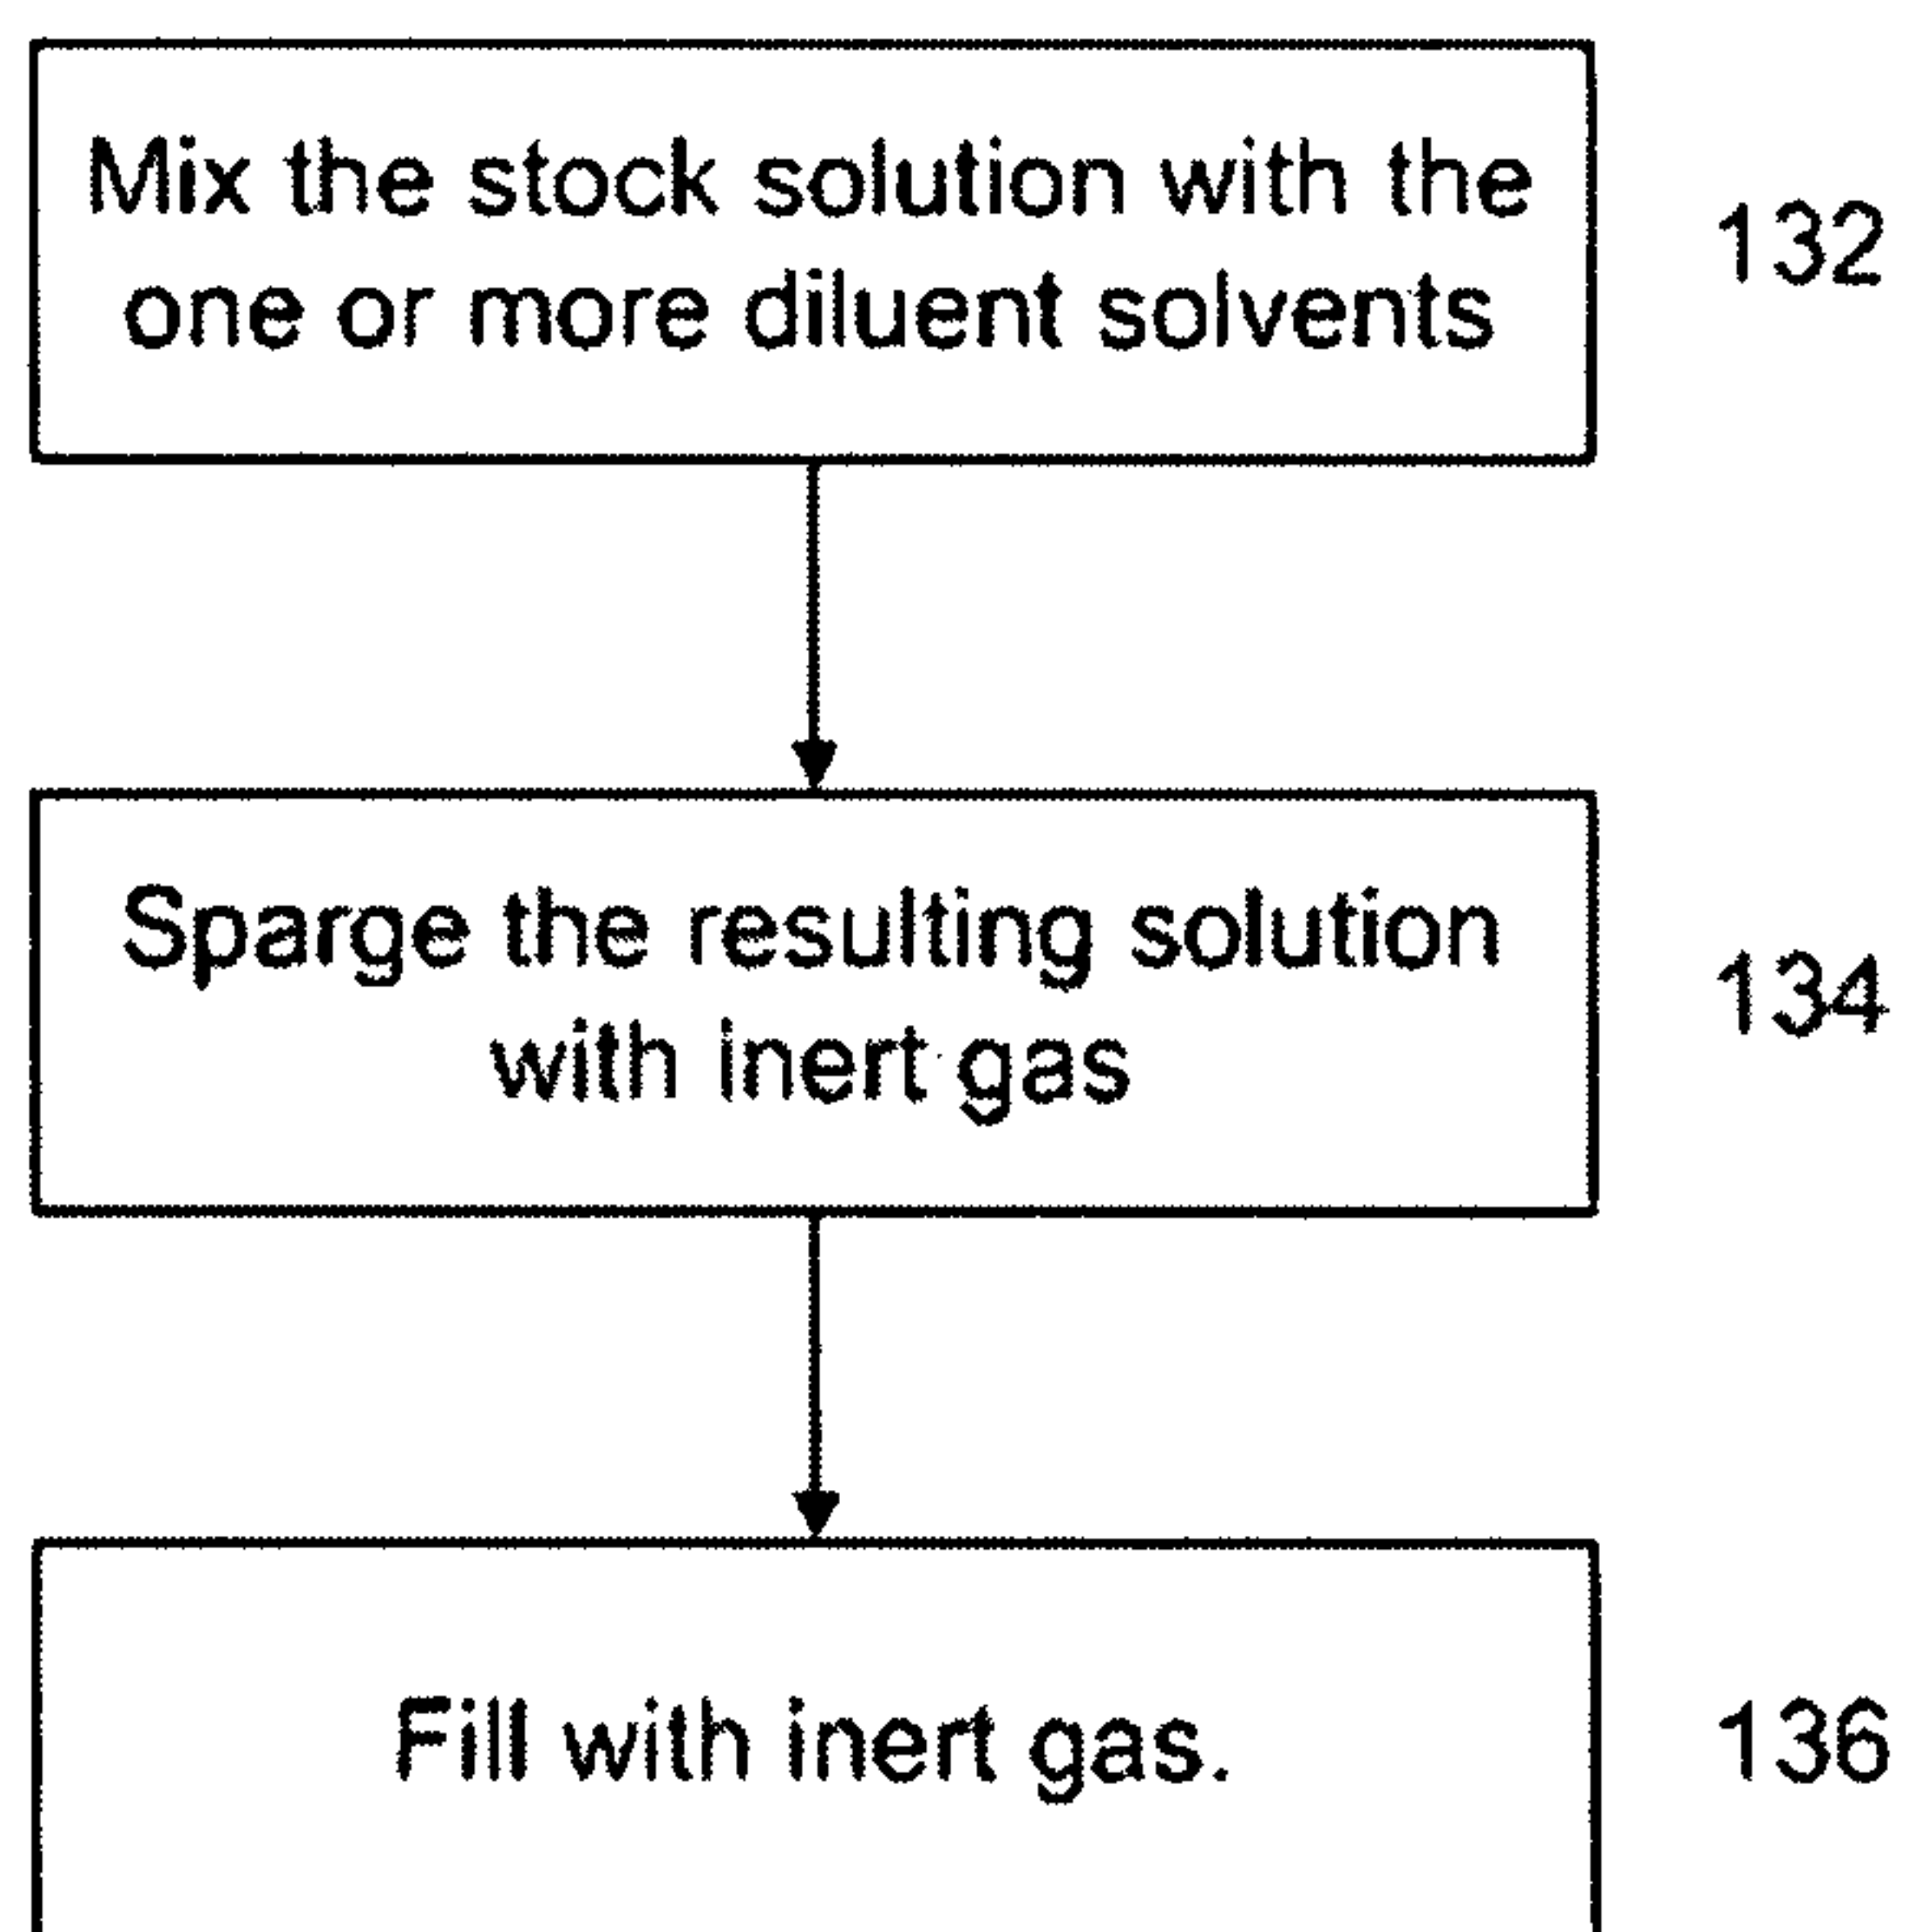 Mix the stock solution with the
one or more diluent solvents
132
Sparge the resulting solution
with inert gas
134
Fill with inert gas.
136